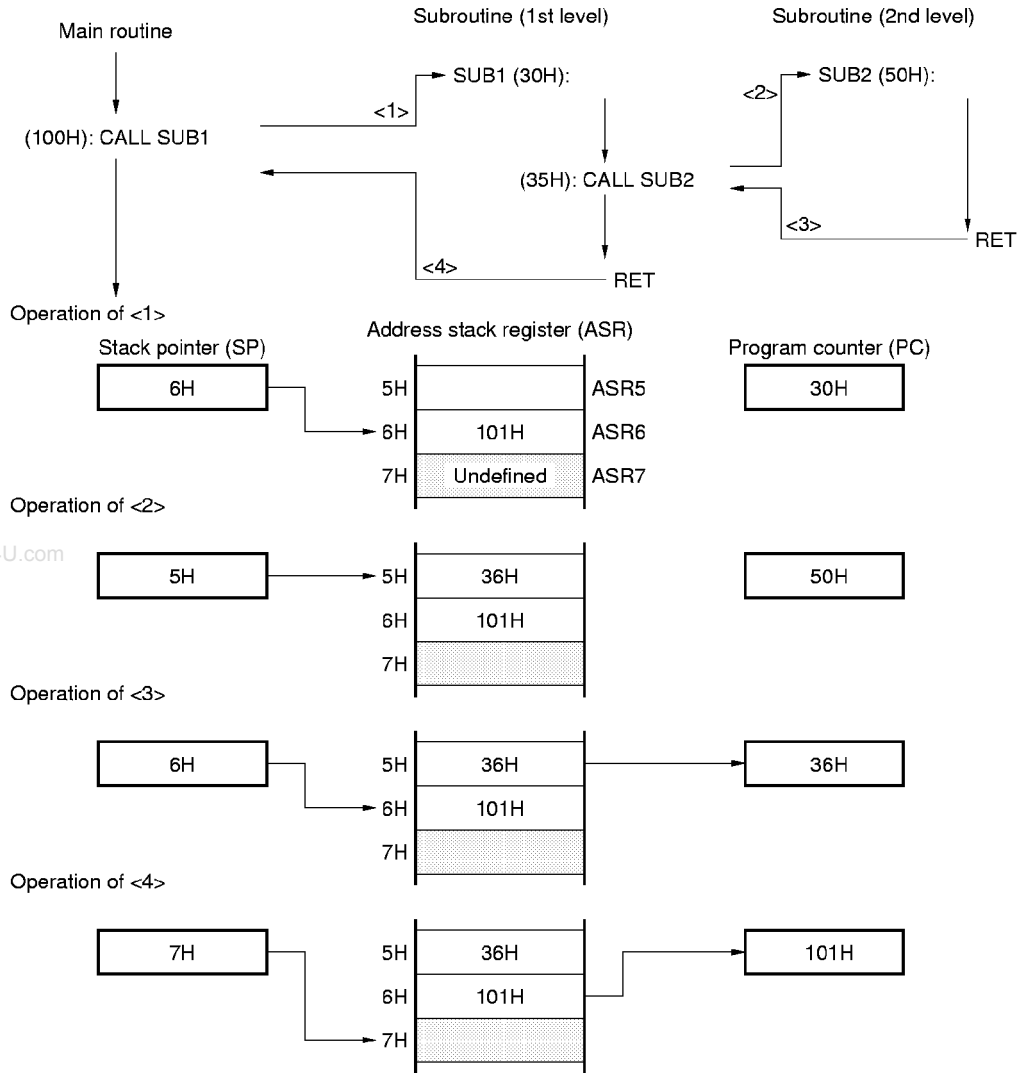 Subroutine (1st level)
Subroutine (2nd level)
Main routine
SUB1 (30H):
SUB2 (50H):
<1>
<2>
(100H): CALL SUB1
(35H): CALL SUB2
<3>
RET
<4>
RET
Operation of <1>
Stack pointer (SP)
Address stack register (ASR)
Program counter (PC)
6H
5H
ASR5
30H
6H
101H
ASR6
7H
Undefined
ASR7
Operation of <2>
U.com
5H
5H
36H
50H
6H
101H
7H
Operation of <3>
6H
5H
36H
36H
6H
101H
7H
Operation of <4>
7H
5H
36H
101H
6H
101H
7H